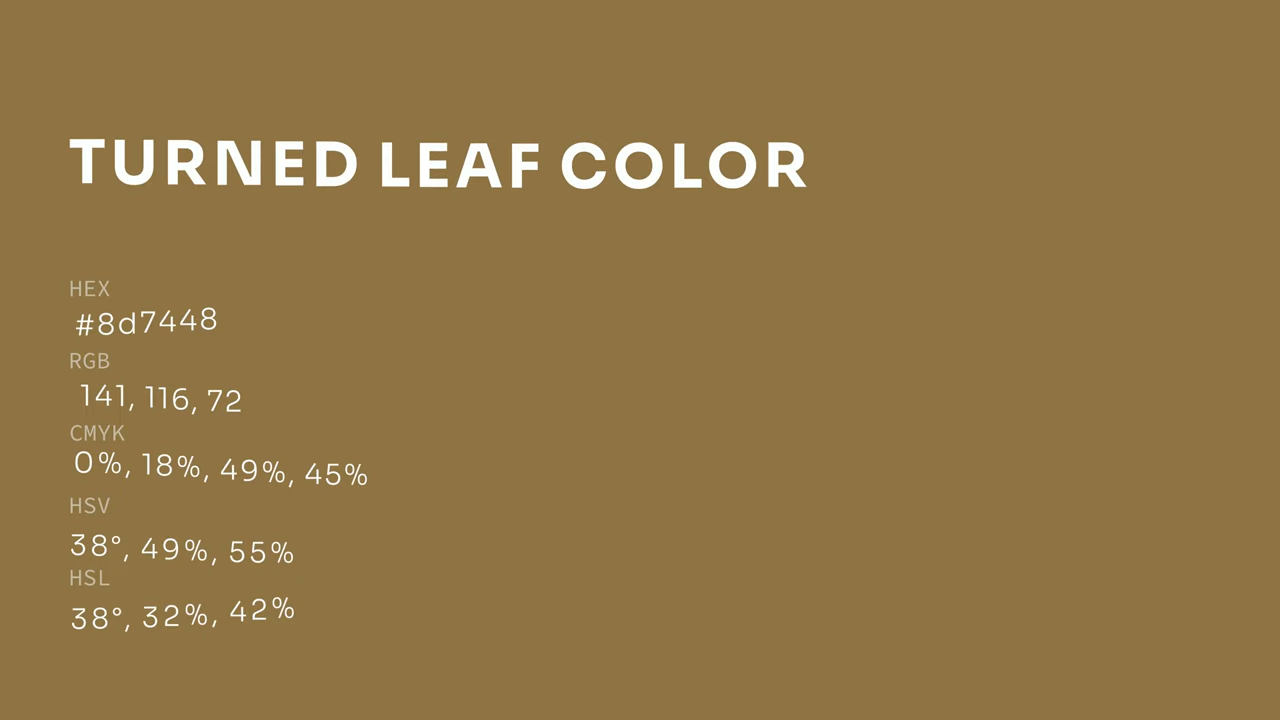 TURNED LEAF COLOR
HEX
#8d7448
RGB
141, 116, 72
CMYK
0%, 18%, 49%, 45%
HSV
38°, 49%, 55%
HSL
38°, 32%, 42%